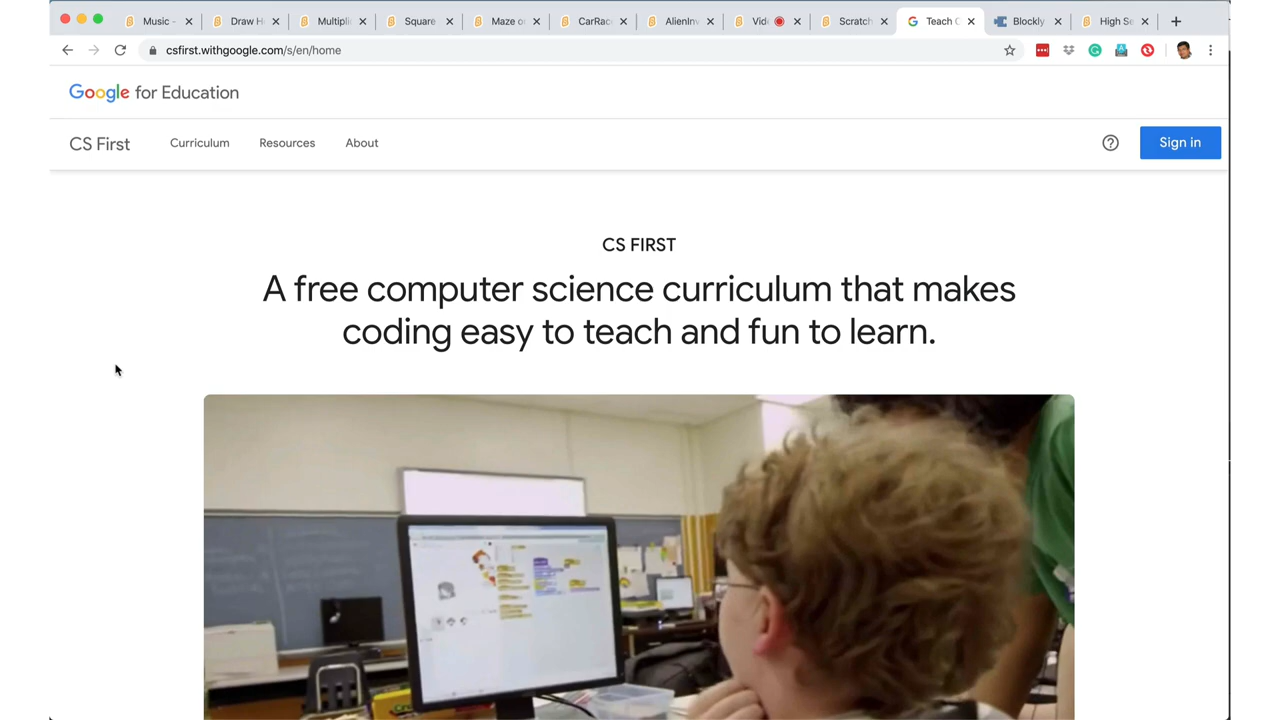 Music -
Draw H
Multipli
Square
Maze o
CarRac
AlienIn
Vid
Scratch
Teach C
Blockly
High Sc
csfirst.withgoogle.com/s/en/home
Google for Education
CS First
Curriculum
Resources
About
Sign in
CS FIRST
A free computer science curriculum that makes
coding easy to teach and fun to learn.